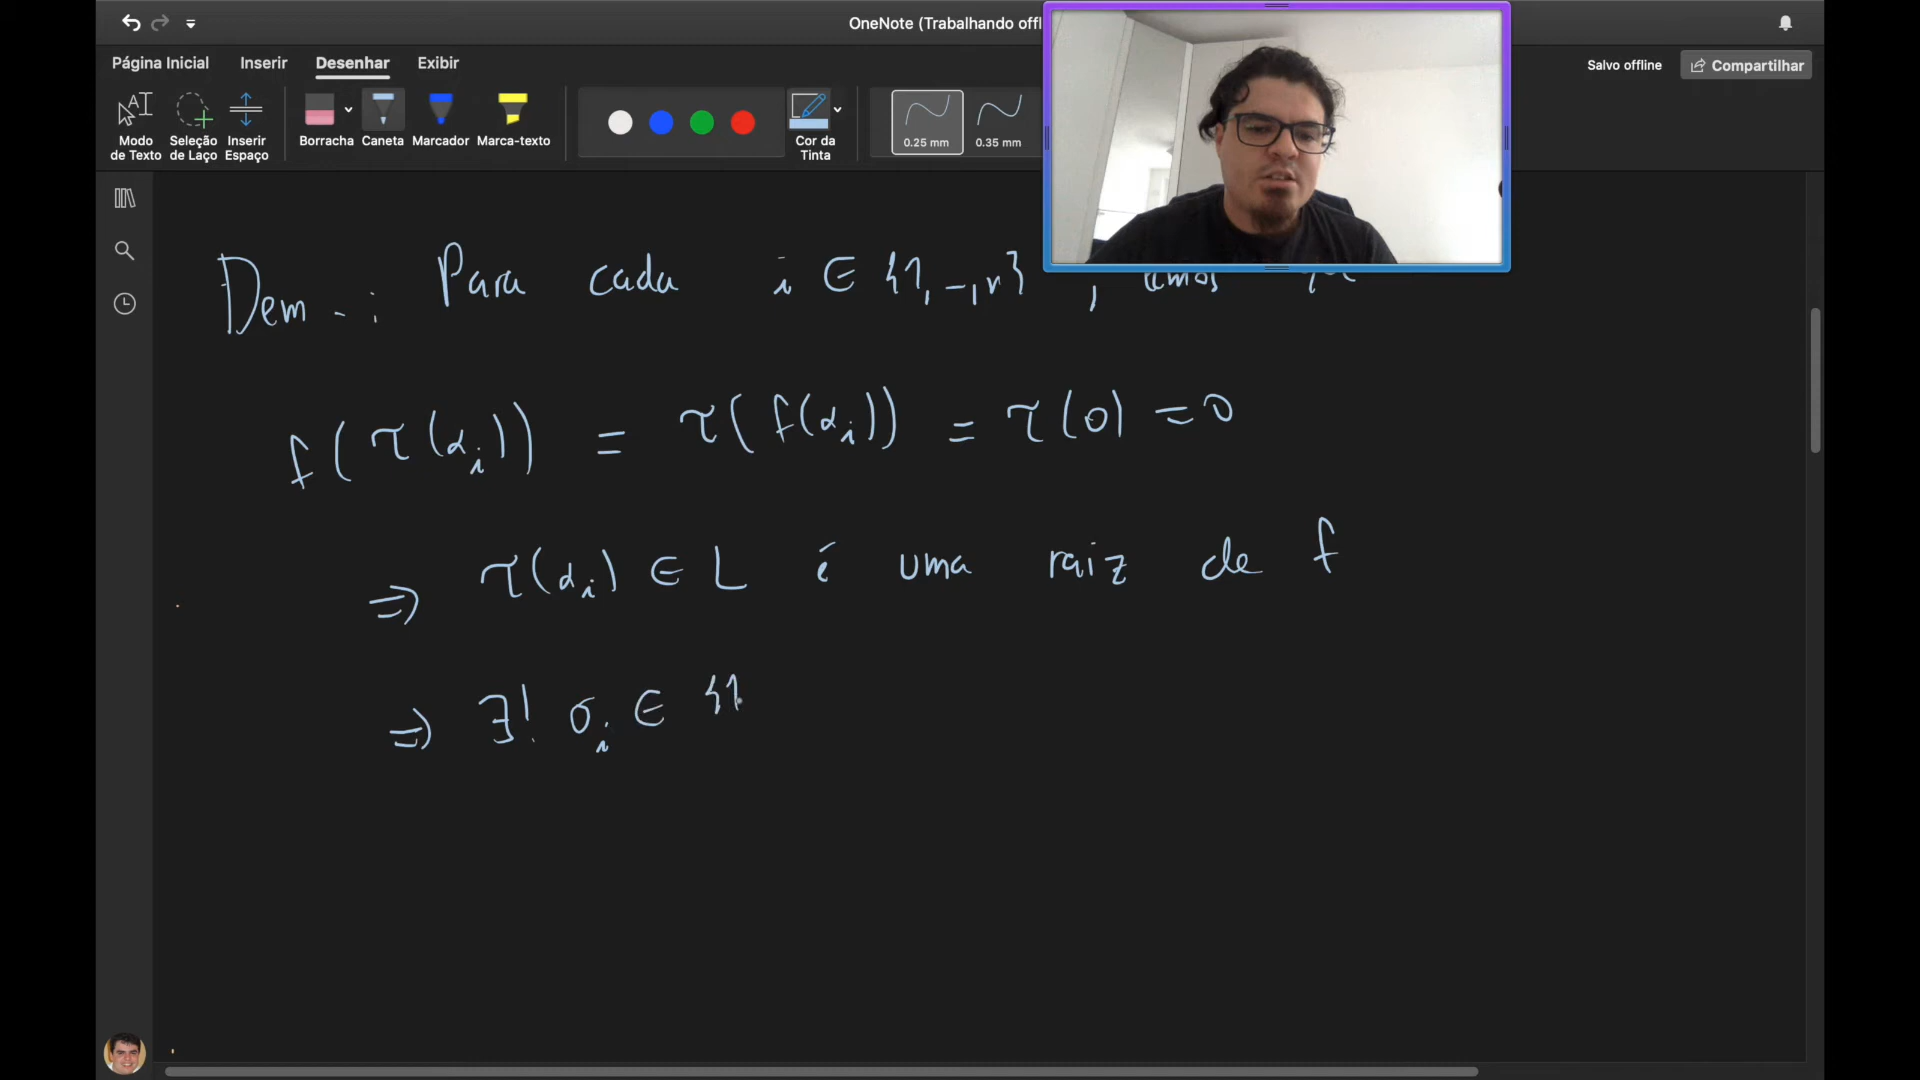 OneNote (Trabalhando offl
Página Inicial Inserir Desenhar Exibir
Salvo offline Compartilhar
Modo de Texto
Seleção de Laço
Inserir Espaço
Borracha Caneta Marcador Marca-texto
Cor da Tinta
0.25 mm 0.35 mm
Dem.: Para cada i ∈ {1,-,n},
f(τ(αᵢ)) = τ(f(αᵢ)) = τ(0) = 0
⇒ τ(αᵢ) ∈ L é uma raiz de f
⇒ ∃! σᵢ ∈ {1